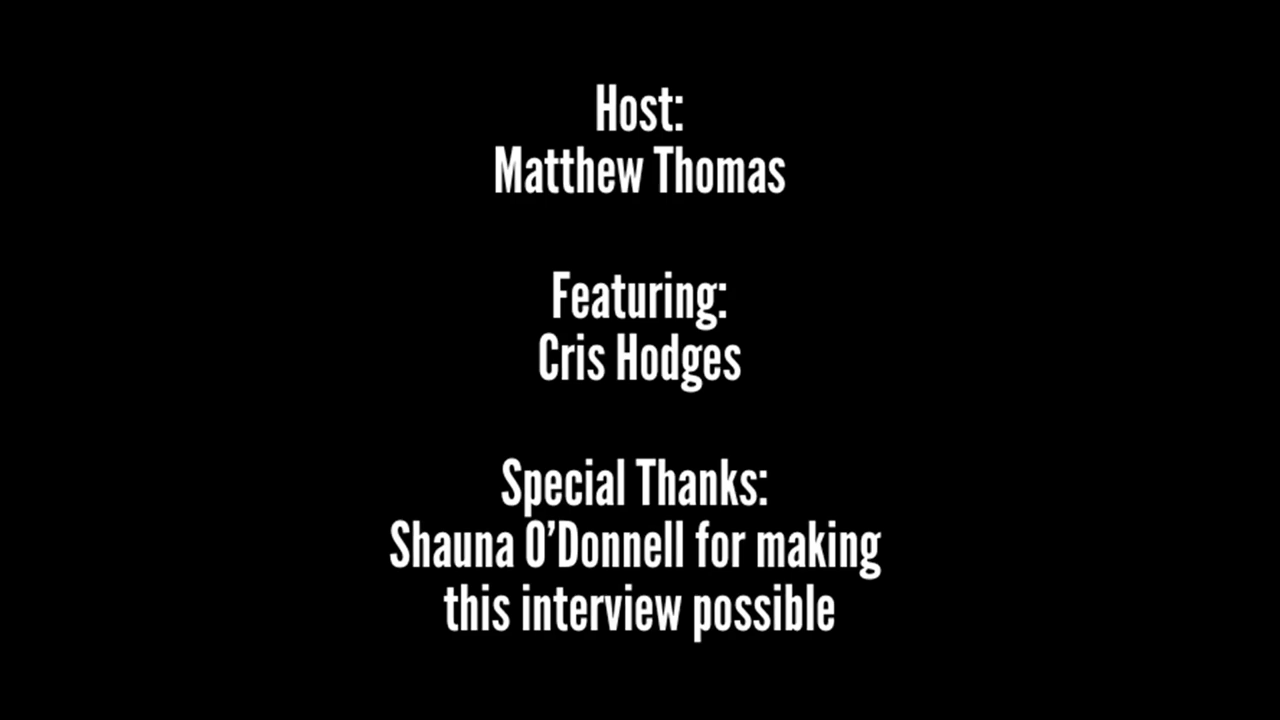 Host:
Matthew Thomas
Featuring:
Cris Hodges
Special Thanks:
Shauna O’Donnell for making
this interview possible